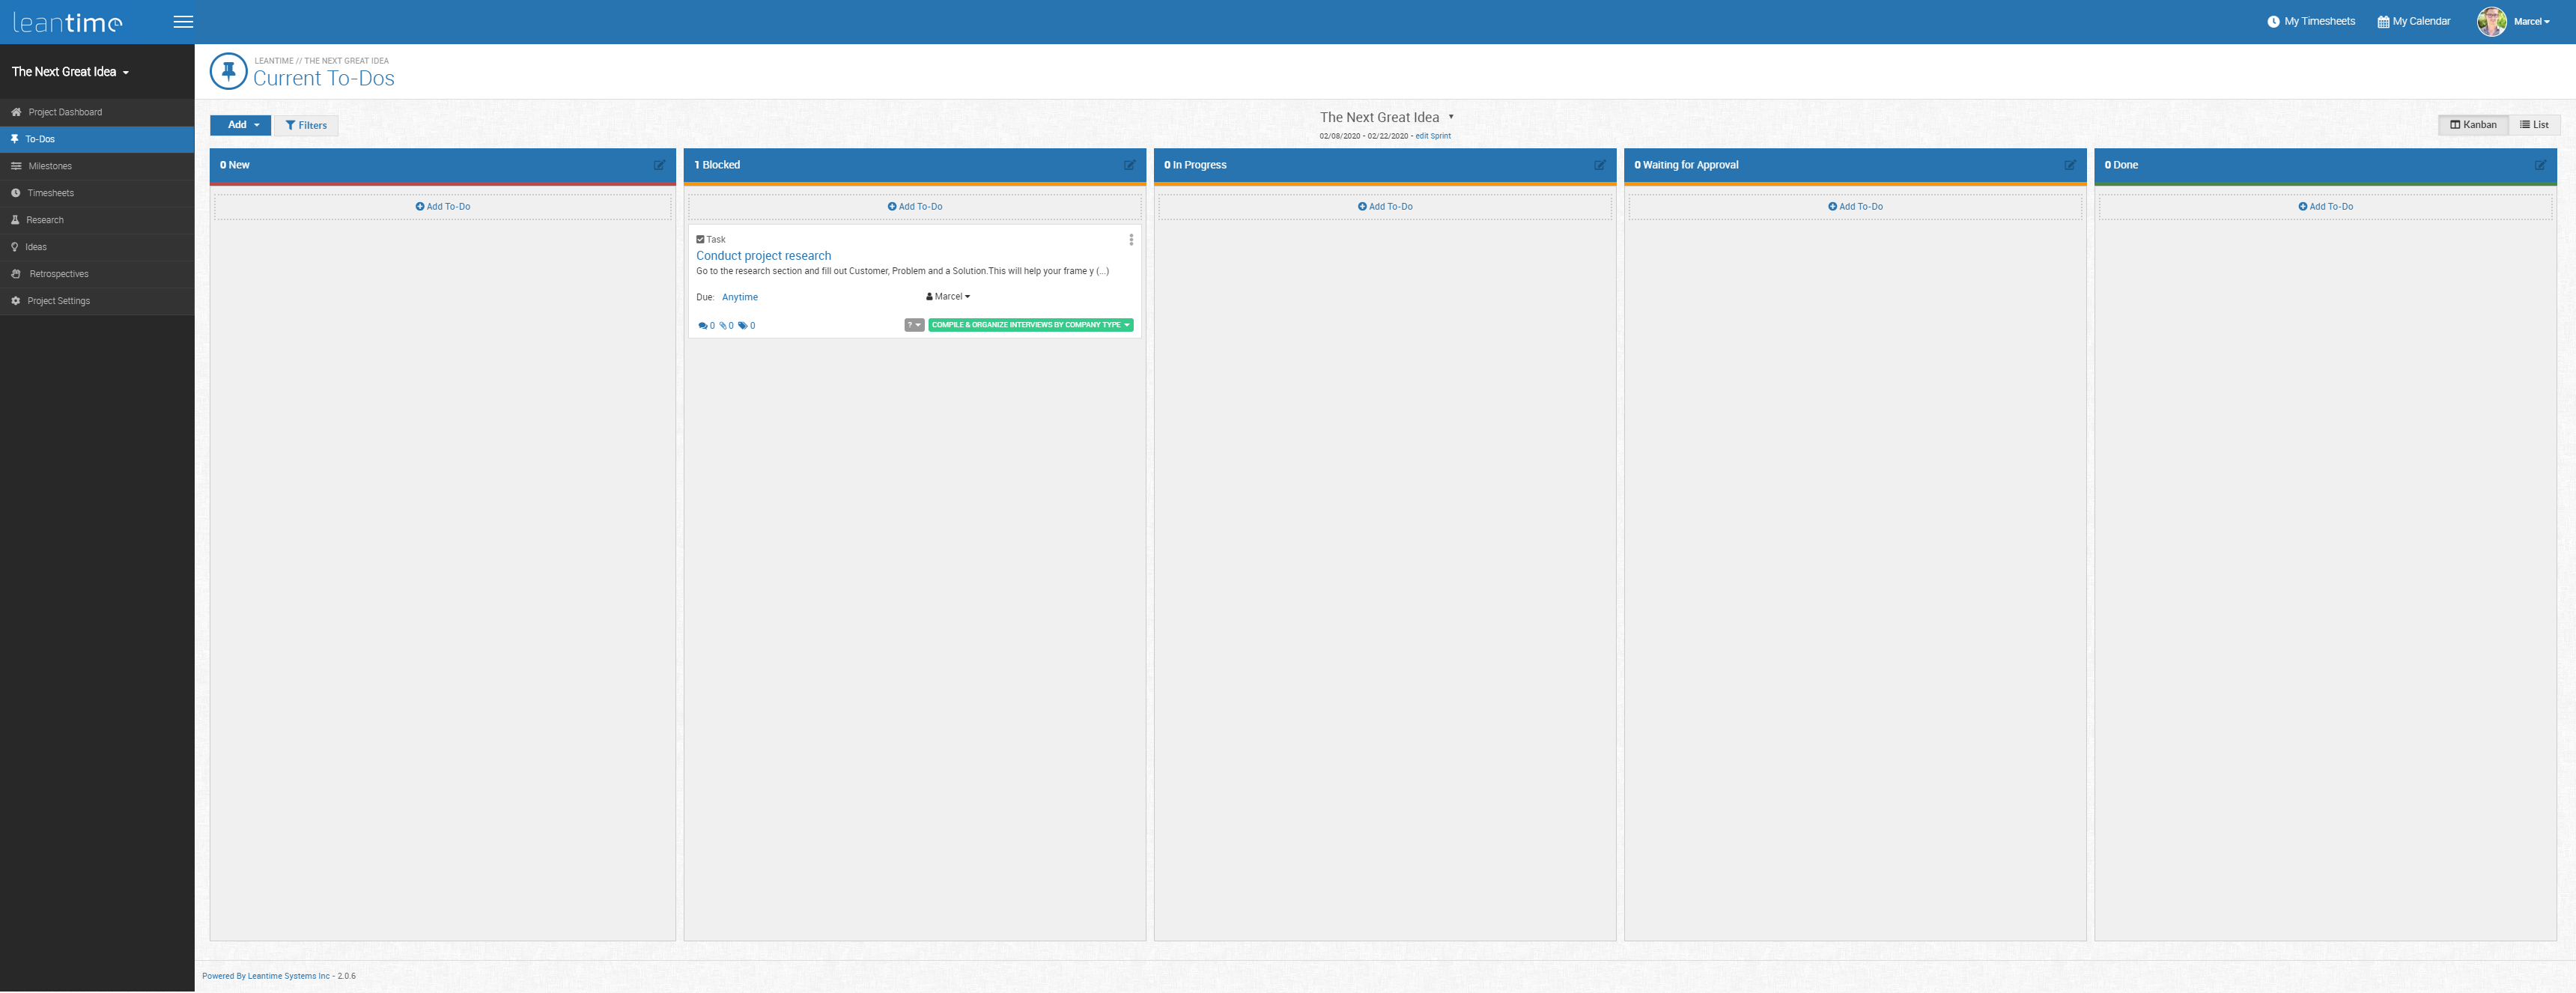 leantime
My Timesheets
My Calendar
Marcel
The Next Great Idea
Project Dashboard
To-Dos
Milestones
Timesheets
Research
Ideas
Retrospectives
Project Settings
LEANTIME // THE NEXT GREAT IDEA
Current To-Dos
Add
Filters
The Next Great Idea
02/08/2020 - 02/22/2020 - edit Sprint
Kanban
List
0 New
Add To-Do
1 Blocked
Add To-Do
Task
Conduct project research
Go to the research section and fill out Customer, Problem and a Solution.This will help your frame y (...)
Due: Anytime
Marcel
0 0 0
?
COMPILE & ORGANIZE INTERVIEWS BY COMPANY TYPE
0 In Progress
Add To-Do
0 Waiting for Approval
Add To-Do
0 Done
Add To-Do
Powered By Leantime Systems Inc - 2.0.6